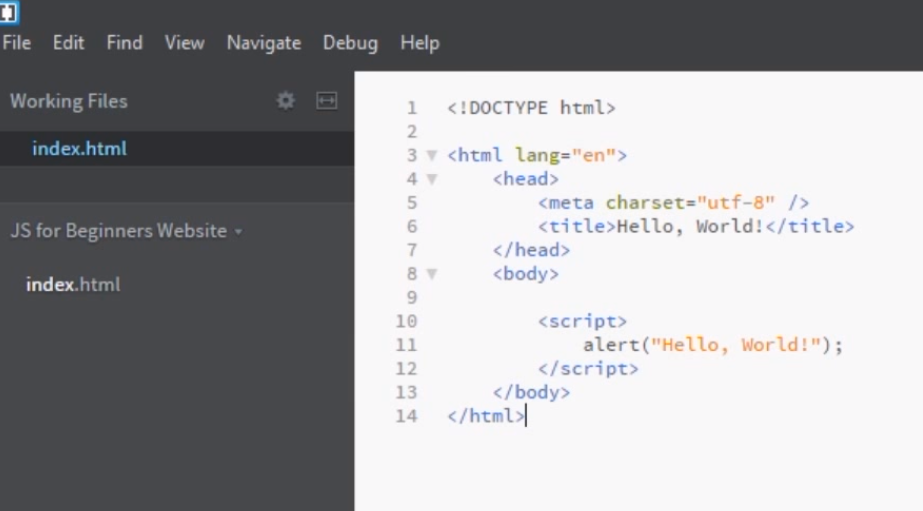 File Edit Find View Navigate Debug Help
Working Files
index.html
JS for Beginners Website
index.html
1 <!DOCTYPE html>
2
3 <html lang="en">
4 <head>
5 <meta charset="utf-8" />
6 <title>Hello, World!</title>
7 </head>
8 <body>
9
10 <script>
11 alert("Hello, World!");
12 </script>
13 </body>
14 </html>